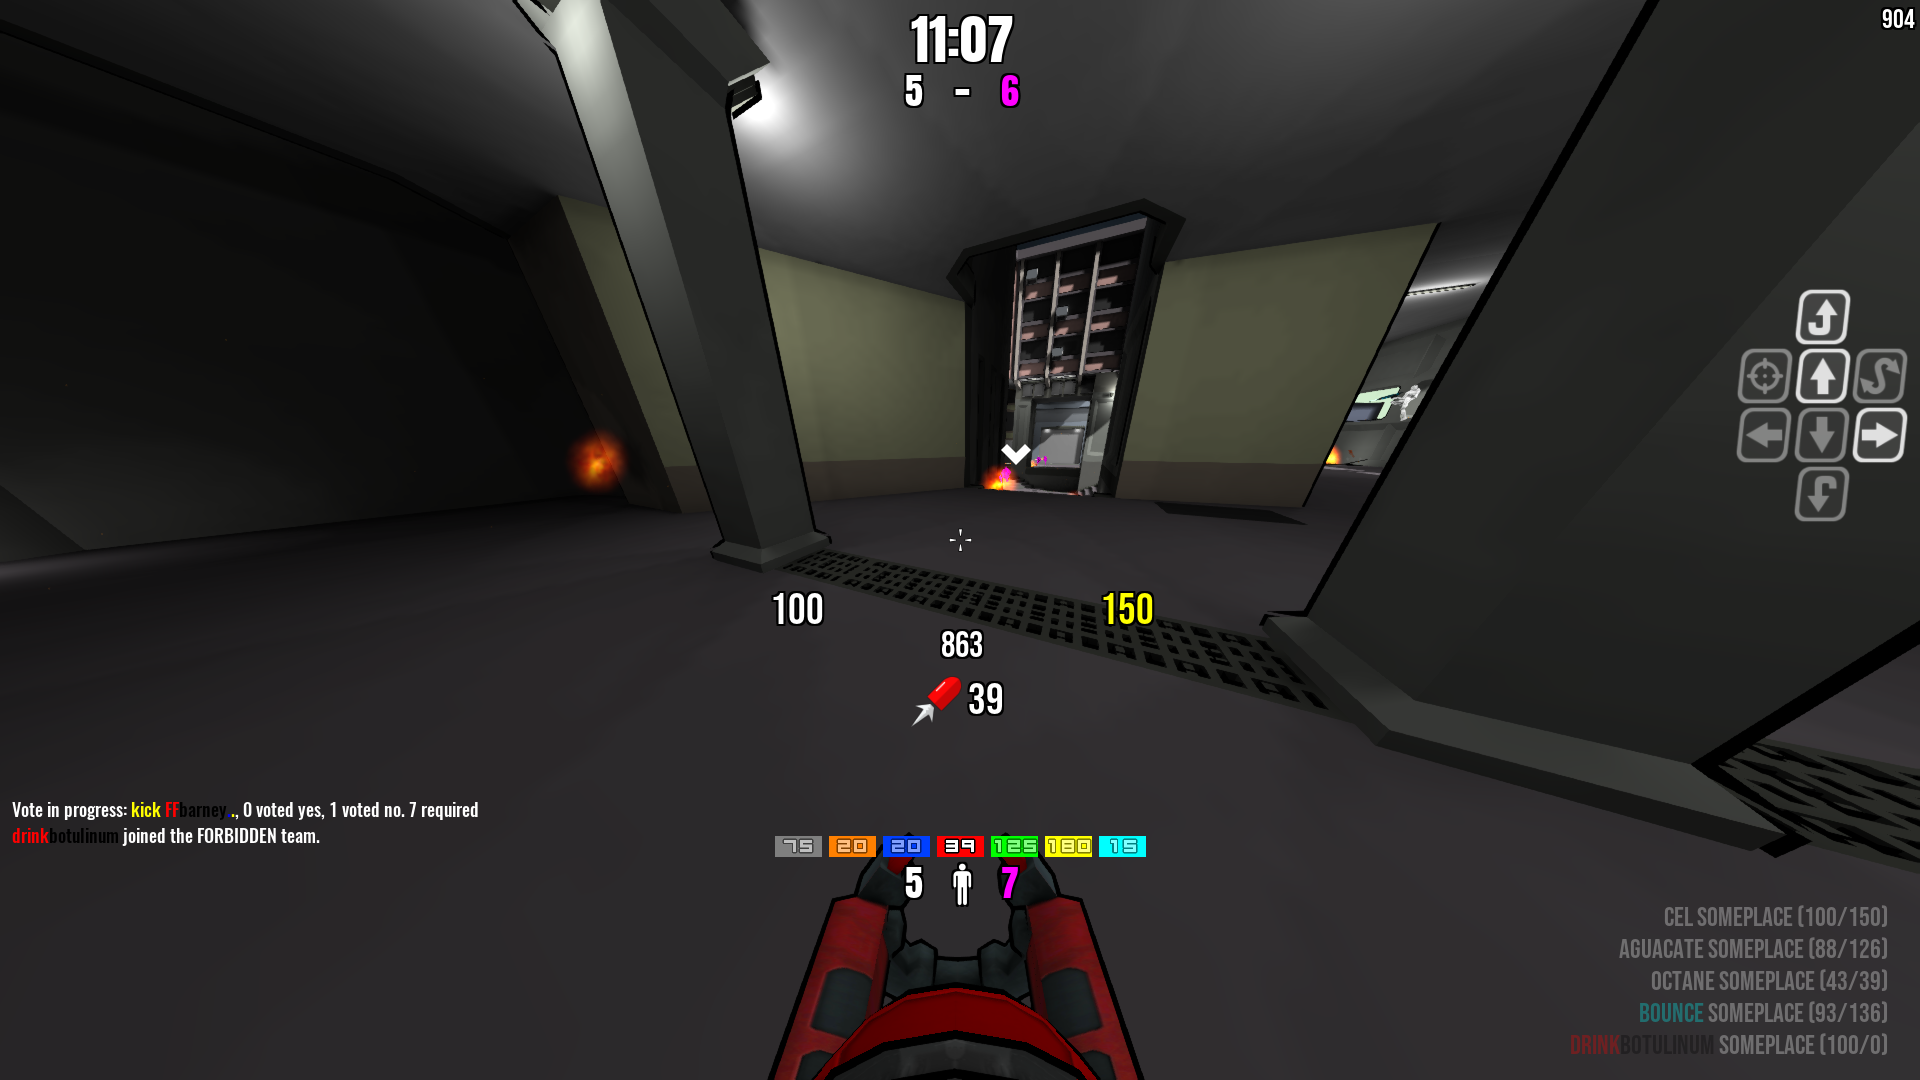 11:07
904
5 - 6
100
150
863
39
Vote in progress: kick FFbarney ., 0 voted yes, 1 voted no. 7 required
drinkbotulinum joined the FORBIDDEN team.
75 20 20 39 125 180 15
5 7
CEL SOMEPLACE (100/150)
AGUACATE SOMEPLACE (88/126)
OCTANE SOMEPLACE (43/39)
BOUNCE SOMEPLACE (93/136)
DRINKBOTULINUM SOMEPLACE (100/0)